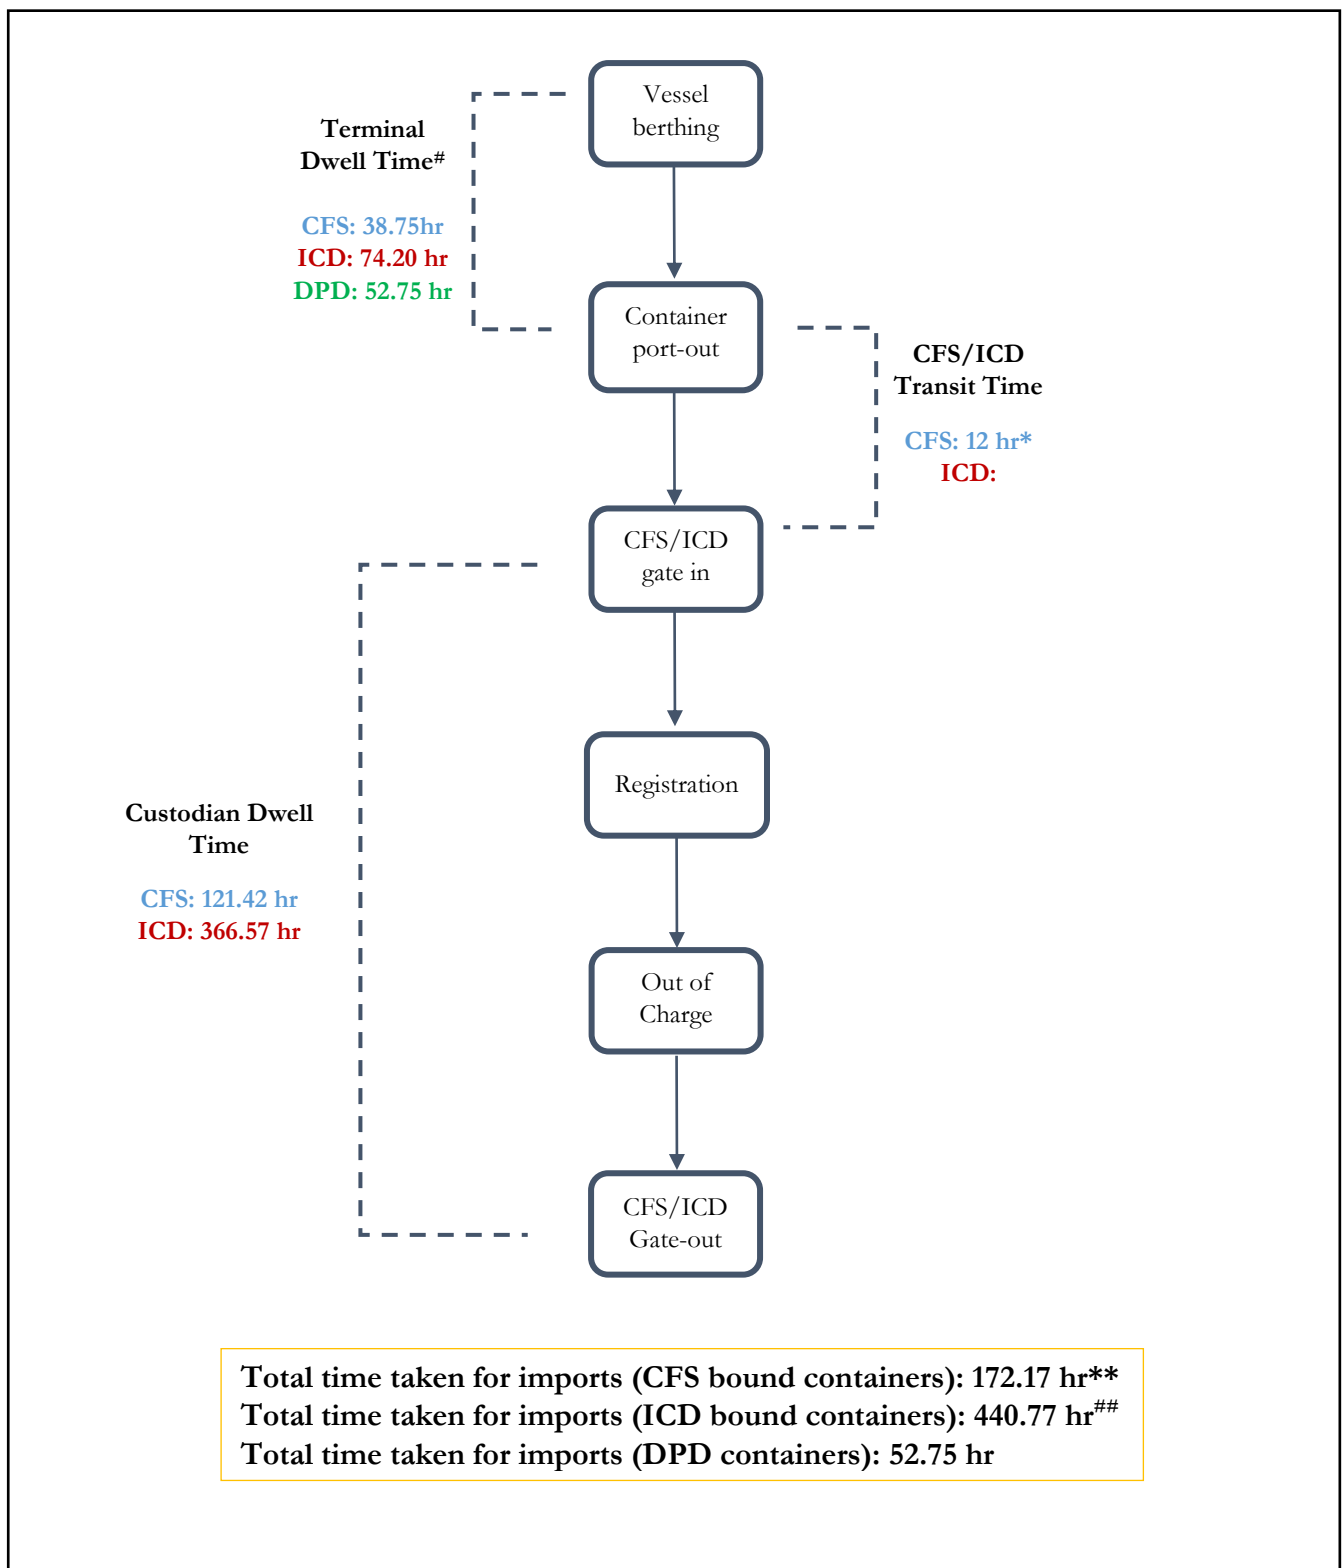 Vessel
berthing
Terminal
Dwell Time#
CFS: 38.75hr
ICD: 74.20 hr
DPD: 52.75 hr
Container
port-out
CFS/ICD
Transit Time
CFS: 12 hr*
ICD:
CFS/ICD
gate in
Registration
Custodian Dwell
Time
CFS: 121.42 hr
ICD: 366.57 hr
Out of
Charge
CFS/ICD
Gate-out
Total time taken for imports (CFS bound containers): 172.17 hr**
Total time taken for imports (ICD bound containers): 440.77 hr##
Total time taken for imports (DPD containers): 52.75 hr